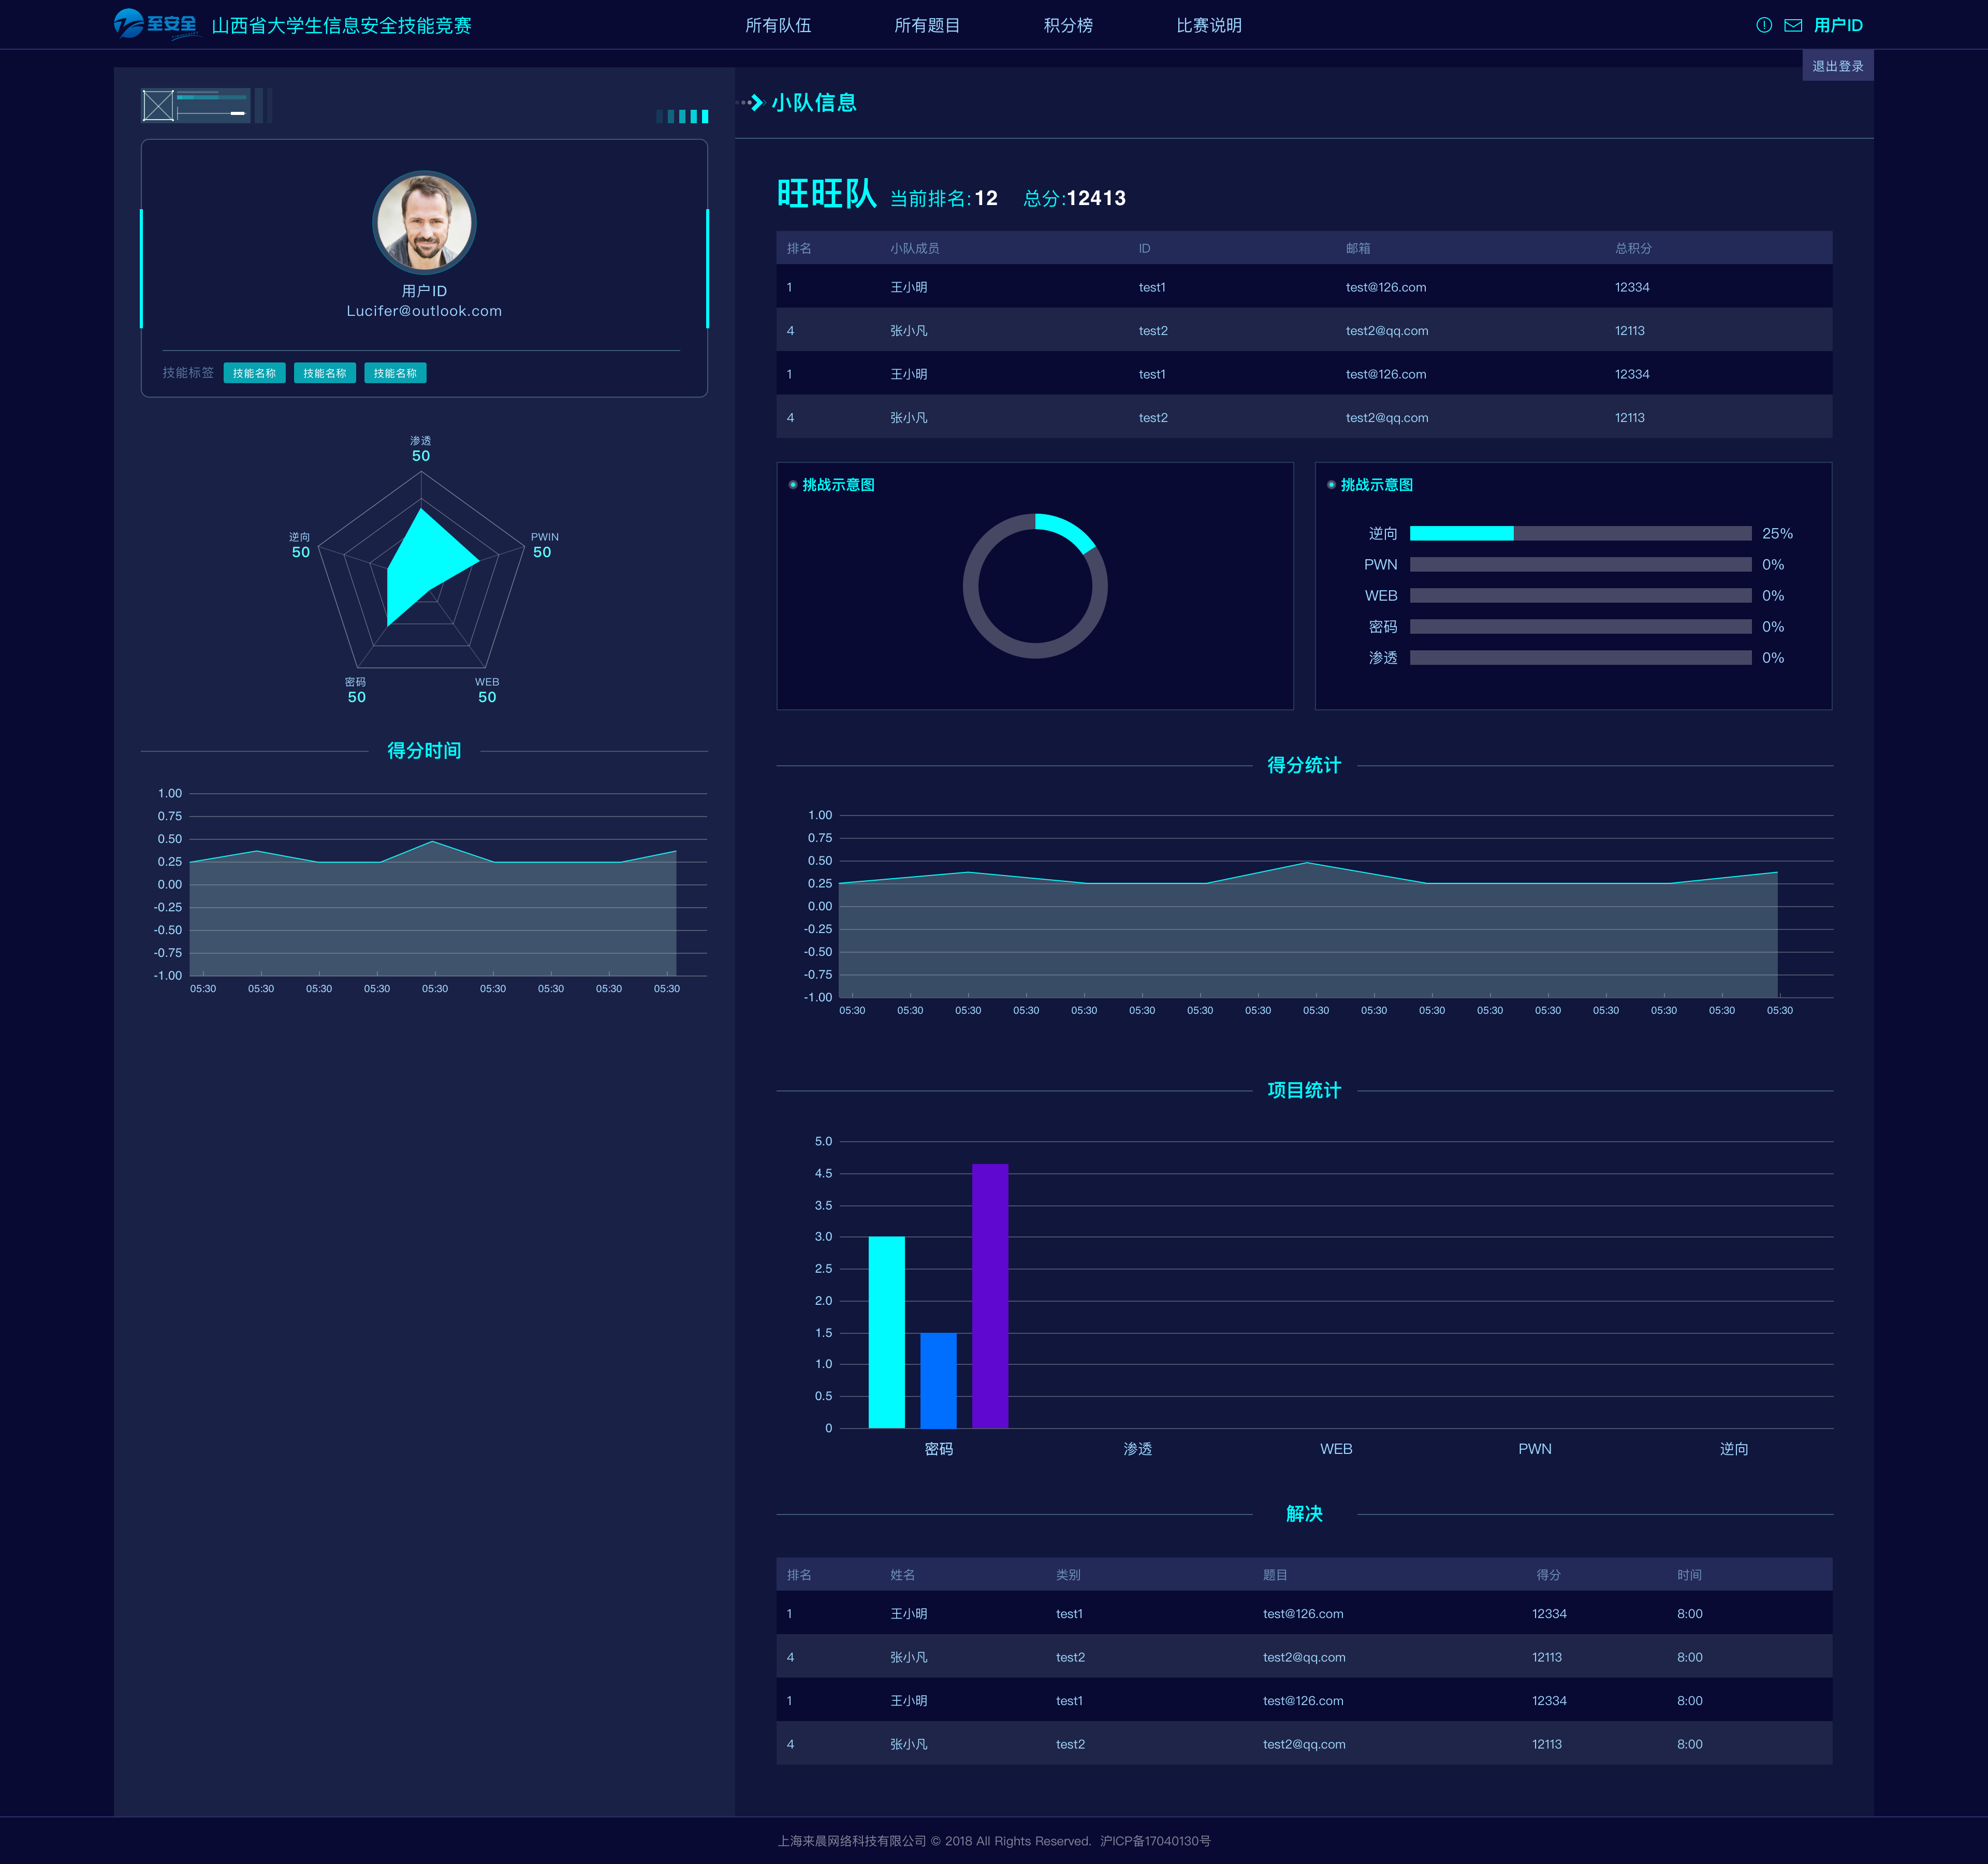 至安全 山西省大学生信息安全技能竞赛 所有队伍 所有题目 积分榜 比赛说明 用户ID
退出登录
用户ID
Lucifer@outlook.com
技能标签 技能名称 技能名称 技能名称
渗透
50
逆向
50
PWIN
50
密码
50
WEB
50
得分时间
1.00
0.75
0.50
0.25
0.00
-0.25
-0.50
-0.75
-1.00
05:30 05:30 05:30 05:30 05:30 05:30 05:30 05:30 05:30
小队信息
旺旺队 当前排名:12 总分:12413
排名 小队成员 ID 邮箱 总积分
1 王小明 test1 test@126.com 12334
4 张小凡 test2 test2@qq.com 12113
1 王小明 test1 test@126.com 12334
4 张小凡 test2 test2@qq.com 12113
挑战示意图
挑战示意图
逆向 25%
PWN 0%
WEB 0%
密码 0%
渗透 0%
得分统计
1.00
0.75
0.50
0.25
0.00
-0.25
-0.50
-0.75
-1.00
05:30 05:30 05:30 05:30 05:30 05:30 05:30 05:30 05:30 05:30 05:30 05:30 05:30 05:30 05:30 05:30 05:30
项目统计
5.0
4.5
3.5
3.0
2.5
2.0
1.5
1.0
0.5
0
密码 渗透 WEB PWN 逆向
解决
排名 姓名 类别 题目 得分 时间
1 王小明 test1 test@126.com 12334 8:00
4 张小凡 test2 test2@qq.com 12113 8:00
1 王小明 test1 test@126.com 12334 8:00
4 张小凡 test2 test2@qq.com 12113 8:00
上海来晨网络科技有限公司 © 2018 All Rights Reserved. 沪ICP备17040130号